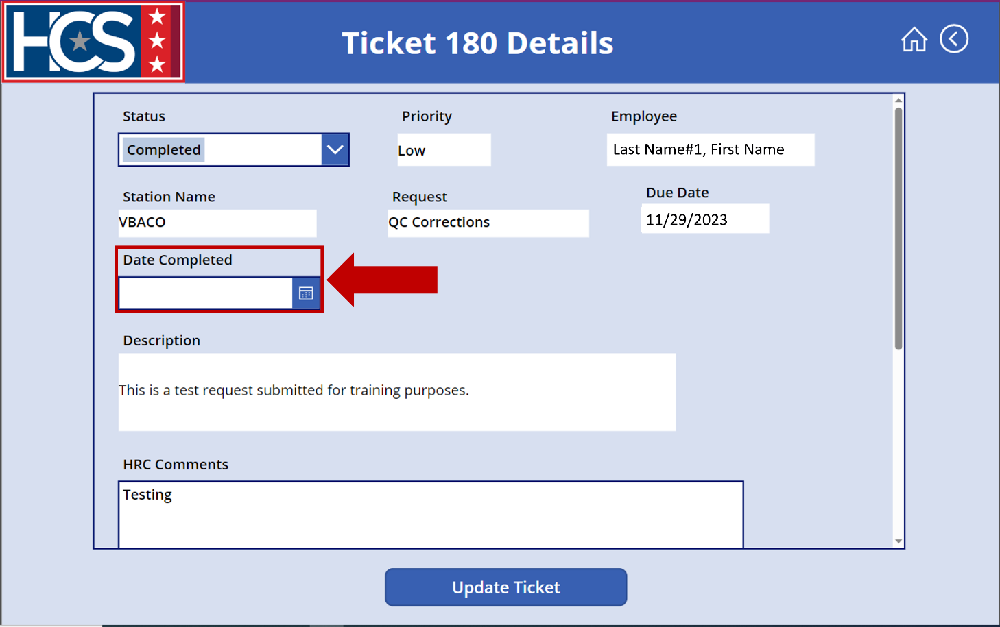 HCS
Ticket 180 Details
Status
Priority
Employee
Completed
Low
Last Name#1, First Name
Station Name
Request
Due Date
VBACO
QC Corrections
11/29/2023
Date Completed
Description
This is a test request submitted for training purposes.
HRC Comments
Testing
Update Ticket